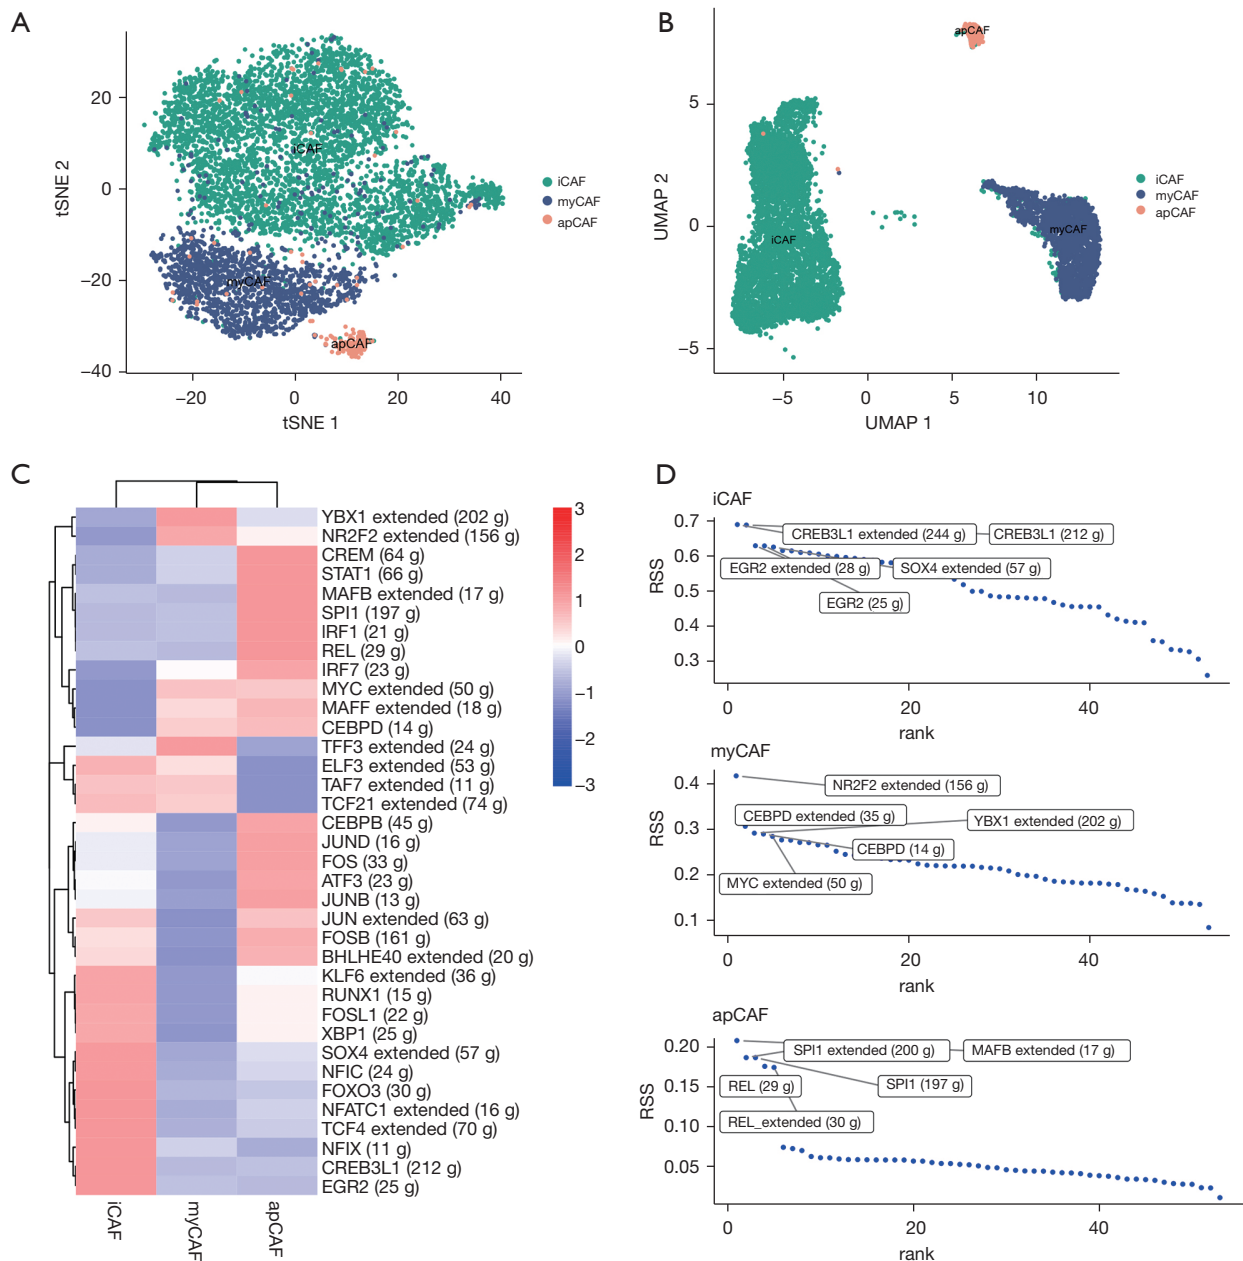 A
20
0
−20
−40
−20
0
20
40
tSNE 2
tSNE 1
iCAF
myCAF
apCAF
iCAF
myCAF
apCAF
B
5
0
−5
−5
0
5
10
UMAP 2
UMAP 1
apCAF
iCAF
myCAF
iCAF
myCAF
apCAF
C
YBX1 extended (202 g)
NR2F2 extended (156 g)
CREM (64 g)
STAT1 (66 g)
MAFB extended (17 g)
SPI1 (197 g)
IRF1 (21 g)
REL (29 g)
IRF7 (23 g)
MYC extended (50 g)
MAFF extended (18 g)
CEBPD (14 g)
TFF3 extended (24 g)
ELF3 extended (53 g)
TAF7 extended (11 g)
TCF21 extended (74 g)
CEBPB (45 g)
JUND (16 g)
FOS (33 g)
ATF3 (23 g)
JUNB (13 g)
JUN extended (63 g)
FOSB (161 g)
BHLHE40 extended (20 g)
KLF6 extended (36 g)
RUNX1 (15 g)
FOSL1 (22 g)
XBP1 (25 g)
SOX4 extended (57 g)
NFIC (24 g)
FOXO3 (30 g)
NFATC1 extended (16 g)
TCF4 extended (70 g)
NFIX (11 g)
CREB3L1 (212 g)
EGR2 (25 g)
iCAF
myCAF
apCAF
3
2
1
0
−1
−2
−3
D
iCAF
0.7
0.6
0.5
0.4
0.3
RSS
CREB3L1 extended (244 g)
CREB3L1 (212 g)
EGR2 extended (28 g)
SOX4 extended (57 g)
EGR2 (25 g)
0
20
40
rank
myCAF
0.4
0.3
0.2
0.1
RSS
NR2F2 extended (156 g)
CEBPD extended (35 g)
YBX1 extended (202 g)
CEBPD (14 g)
MYC extended (50 g)
0
20
40
rank
apCAF
0.20
0.15
0.10
0.05
RSS
SPI1 extended (200 g)
MAFB extended (17 g)
REL (29 g)
SPI1 (197 g)
REL_extended (30 g)
0
20
40
rank